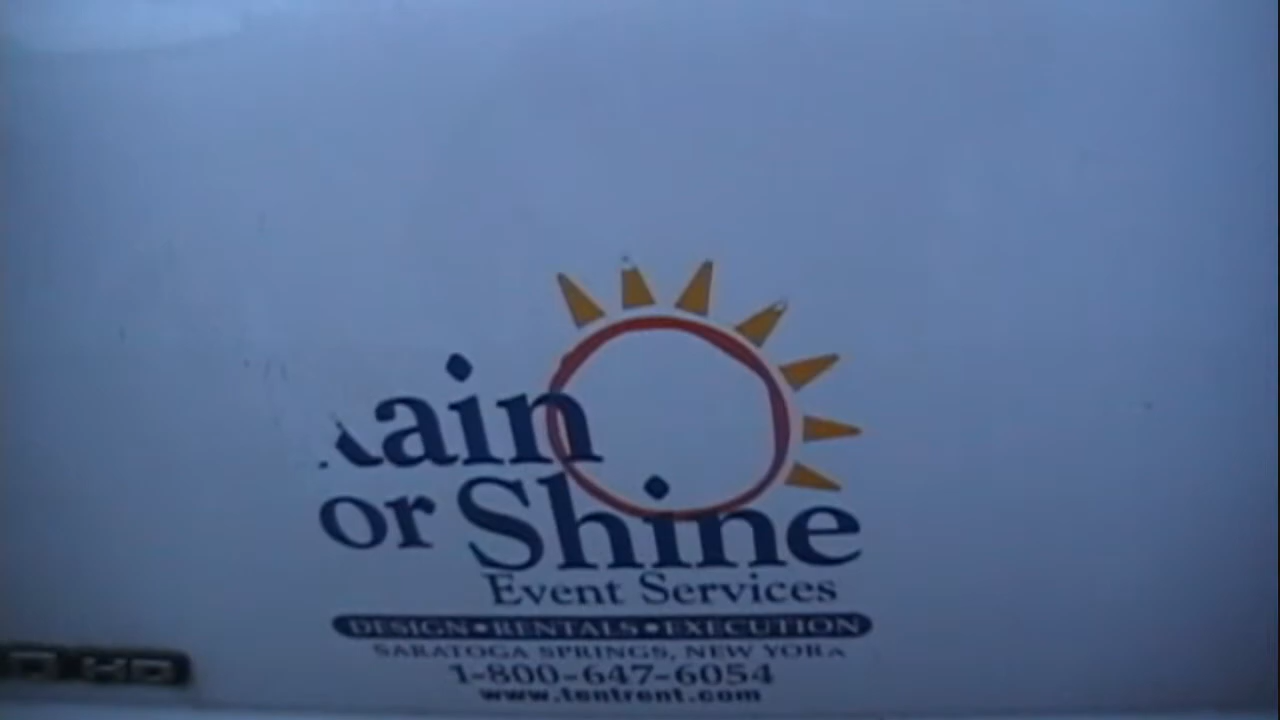 ain
or Shine
Event Services
DESIGN•RENTALS•EXECUTION
SARATOGA SPRINGS, NEW YORK
1-800-647-6054
www.tentrent.com
HD